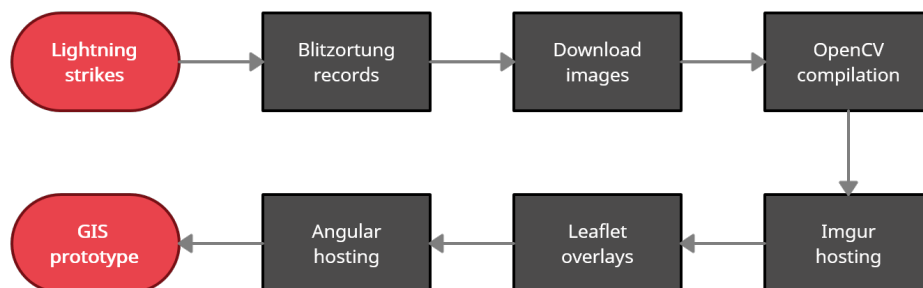 Lightning
strikes
Blitzortung
records
Download
images
OpenCV
compilation
GIS
prototype
Angular
hosting
Leaflet
overlays
Imgur
hosting